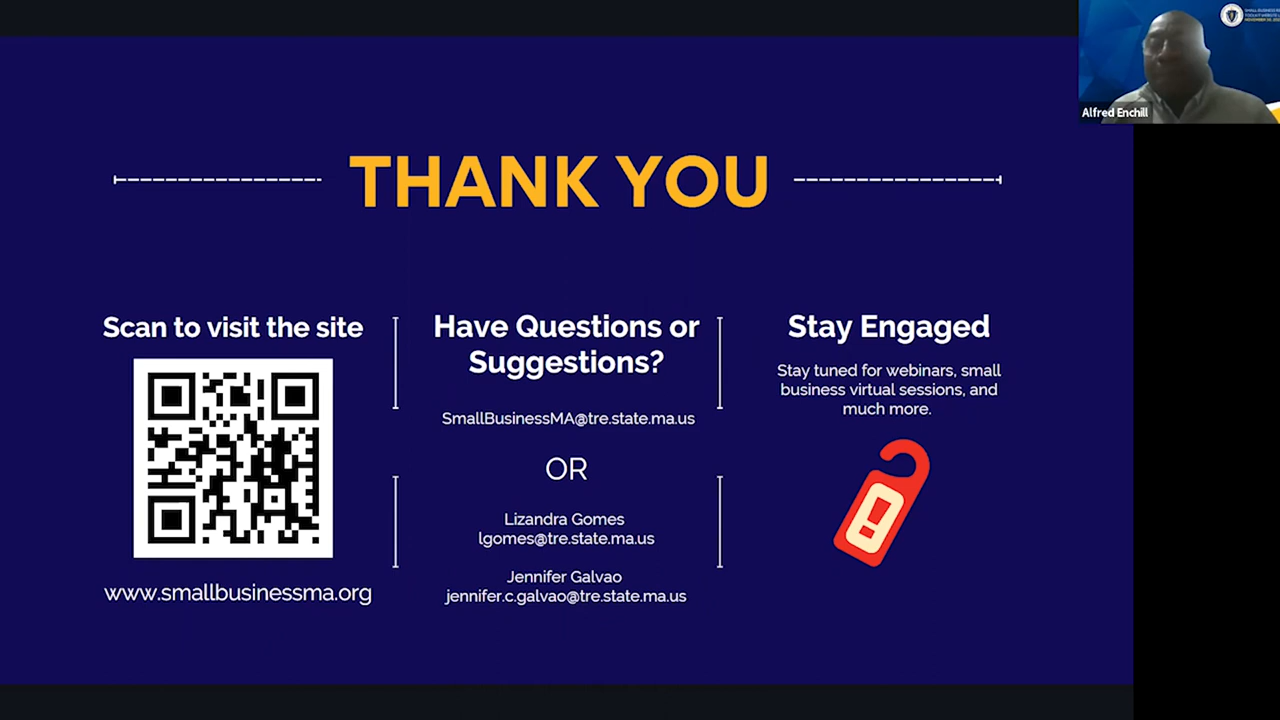 Alfred Enchill
THANK YOU
Scan to visit the site
www.smallbusinessma.org
Have Questions or
Suggestions?
SmallBusinessMA@tre.state.ma.us
OR
Lizandra Gomes
lgomes@tre.state.ma.us
Jennifer Galvao
jennifer.c.galvao@tre.state.ma.us
Stay Engaged
Stay tuned for webinars, small
business virtual sessions, and
much more.